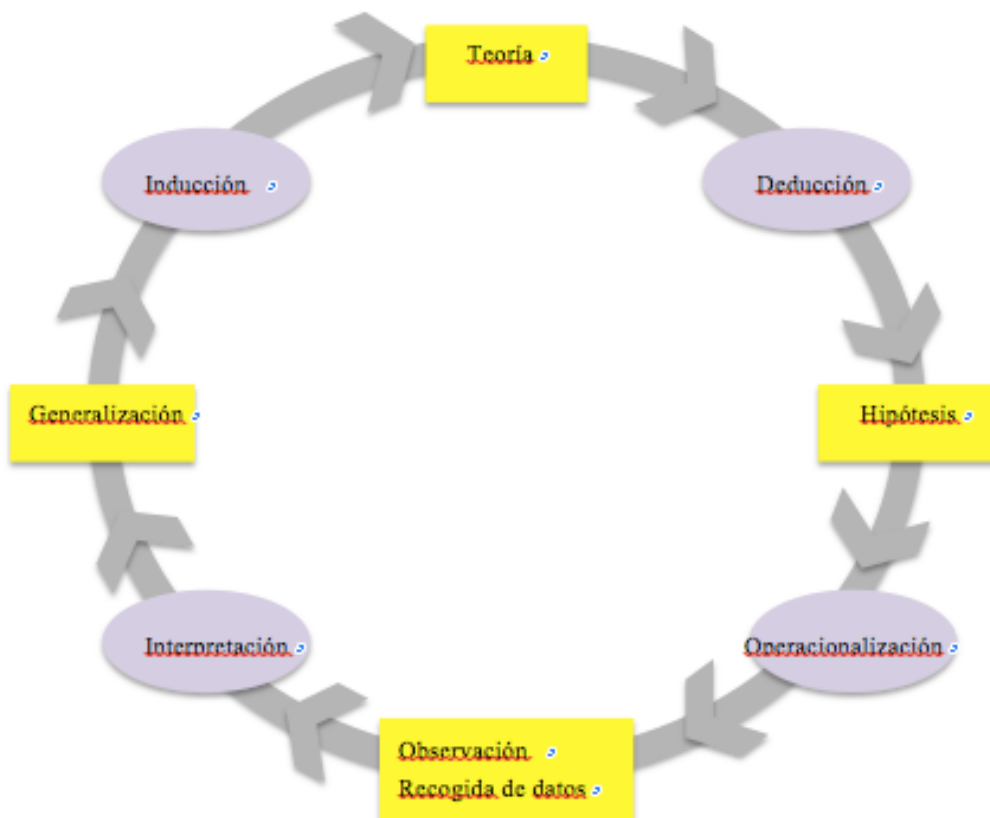 Teoría
Inducción
Deducción
Generalización
Hipótesis
Interpretación
Operacionalización
Observación
Recogida de datos